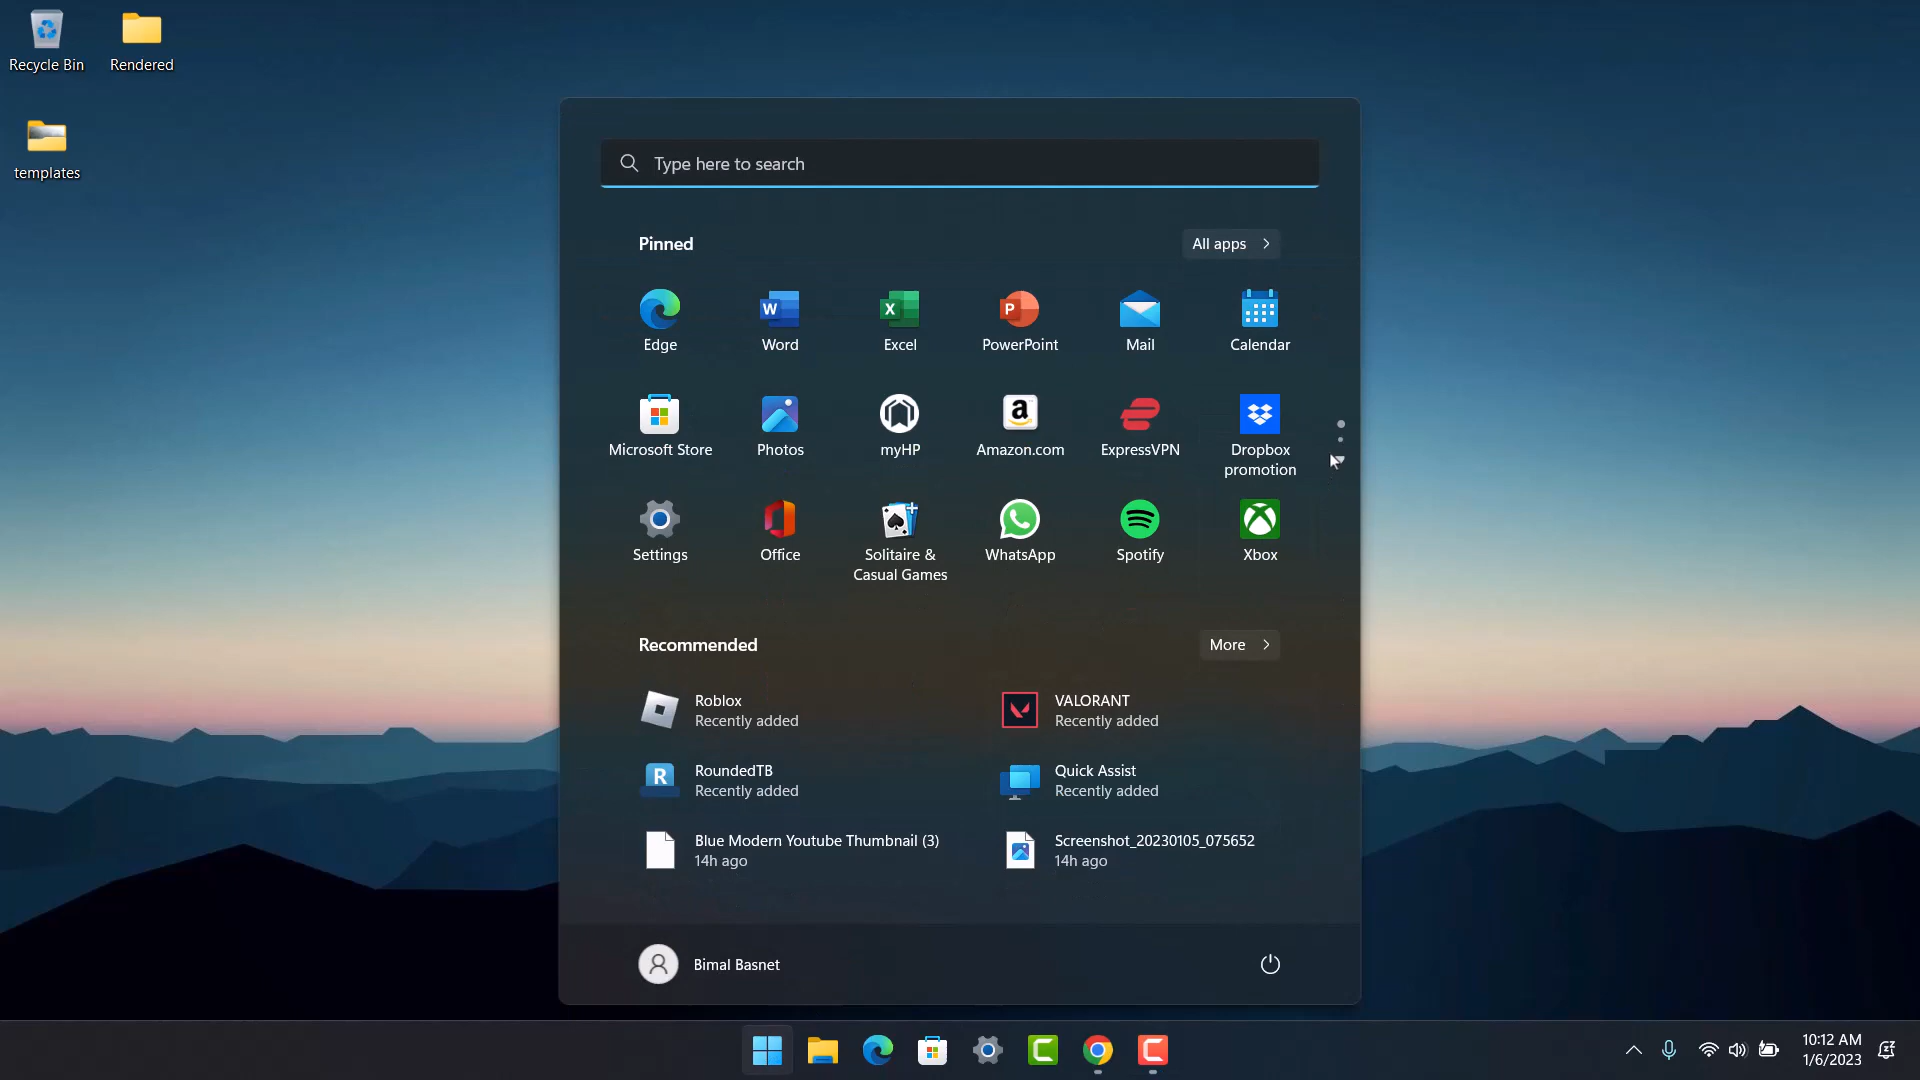 Recycle Bin
Rendered
templates
Type here to search
Pinned
All apps
Edge
Word
Excel
PowerPoint
Mail
Calendar
Microsoft Store
Photos
myHP
Amazon.com
ExpressVPN
Dropbox
promotion
Settings
Office
Solitaire &
Casual Games
WhatsApp
Spotify
Xbox
Recommended
More
Roblox
Recently added
VALORANT
Recently added
RoundedTB
Recently added
Quick Assist
Recently added
Blue Modern Youtube Thumbnail (3)
14h ago
Screenshot_20230105_075652
14h ago
Bimal Basnet
10:12 AM
1/6/2023